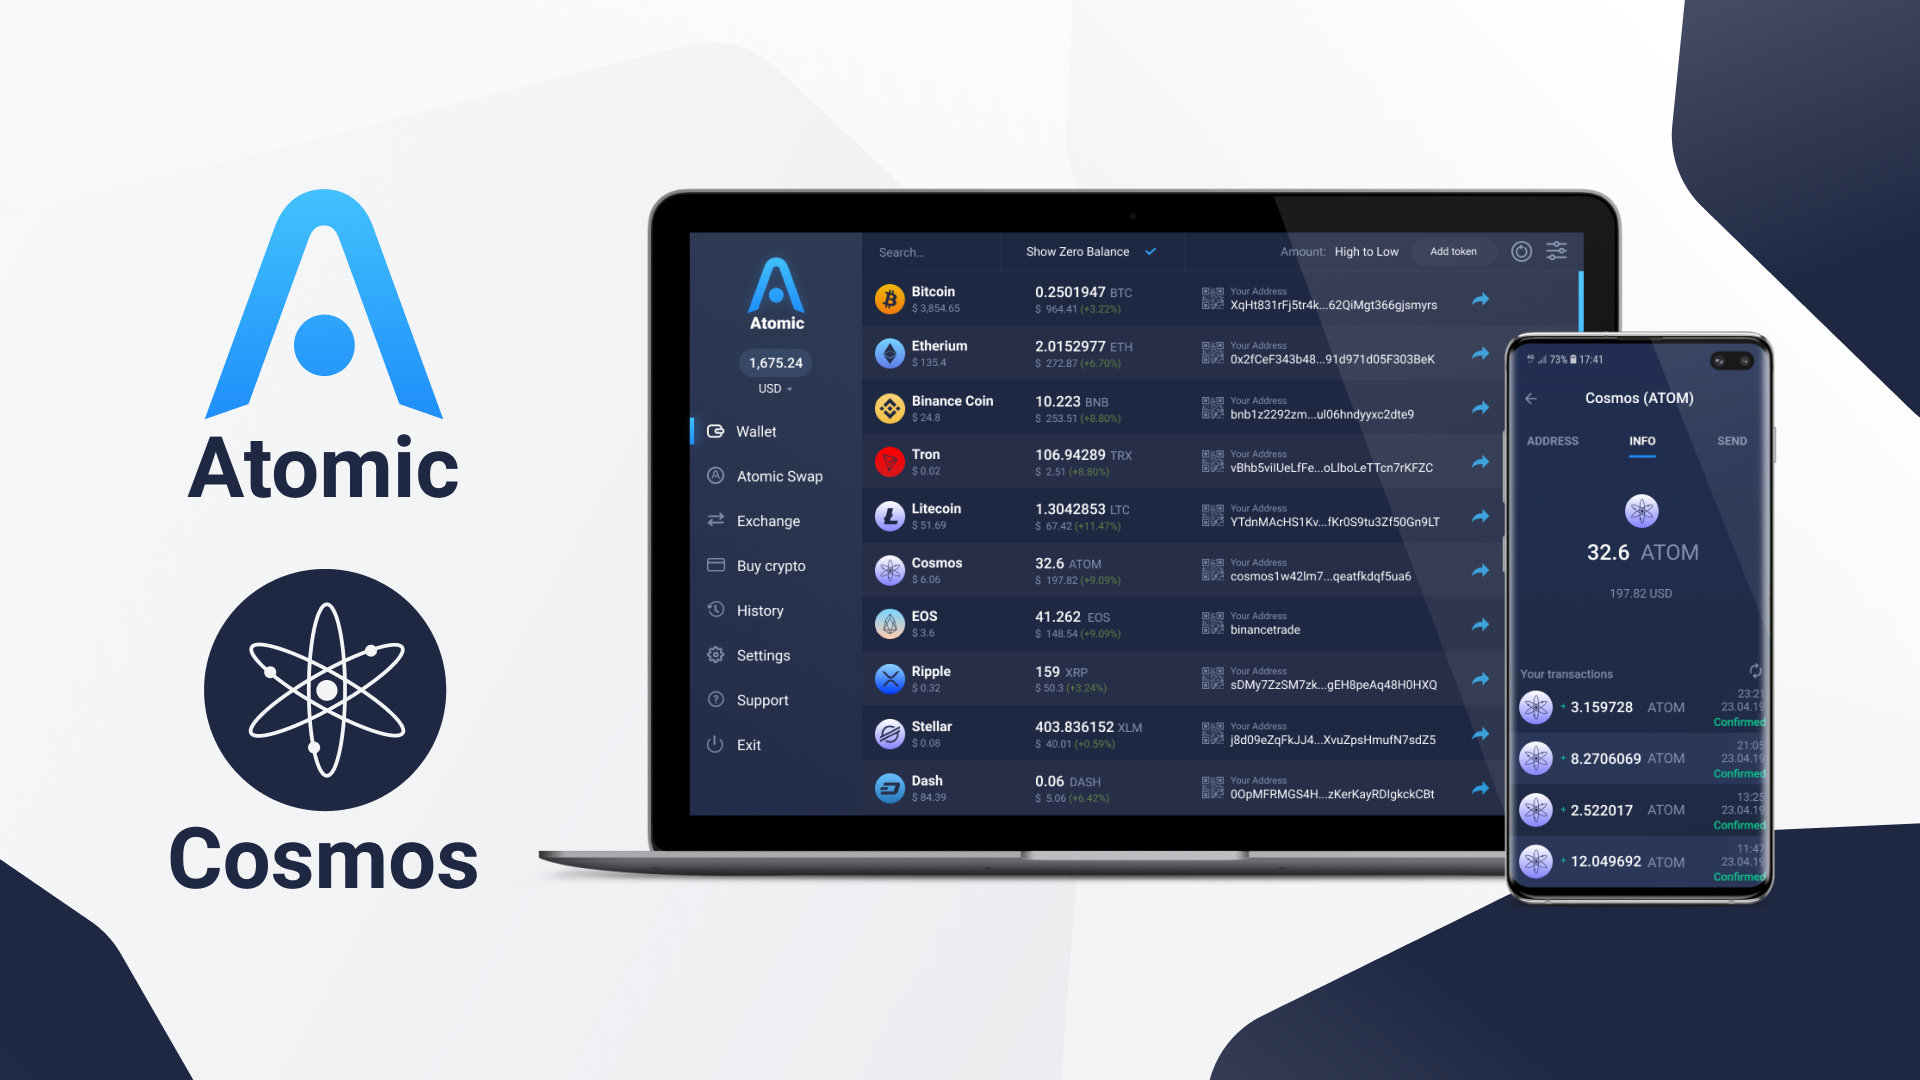 Atomic
Cosmos
Atomic
1,675.24
USD
Wallet
Atomic Swap
Exchange
Buy crypto
History
Settings
Support
Exit
Search...
Show Zero Balance
Amount: High to Low
Add token
Bitcoin
$ 3,854.65
0.2501947 BTC
$ 964.41 (+3.22%)
Your Address
XqHt831rFj5tr4k...62QiMgt366gjsmyrs
Etherium
$ 135.4
2.0152977 ETH
$ 272.87 (+6.70%)
Your Address
0x2fCeF343b48...91d971d05F303BeK
Binance Coin
$ 24.8
10.223 BNB
$ 253.51 (+8.80%)
Your Address
bnb1z2292zm...ul06hndyyxc2dte9
Tron
$ 0.02
106.94289 TRX
$ 2.51 (+8.80%)
Your Address
vBhb5viIUeLfFe...oLlboLeTTcn7rKFZC
Litecoin
$ 51.69
1.3042853 LTC
$ 67.42 (+11.47%)
Your Address
YTdnMAcHS1Kv...fKr0S9tu3Zf50Gn9LT
Cosmos
$ 6.06
32.6 ATOM
$ 197.82 (+9.09%)
Your Address
cosmos1w42lm7...qeatfkdqf5ua6
EOS
$ 3.6
41.262 EOS
$ 148.54 (+9.09%)
Your Address
binancetrade
Ripple
$ 0.32
159 XRP
$ 50.3 (+3.24%)
Your Address
sDMy7ZzSM7zk...gEH8peAq48H0HXQ
Stellar
$ 0.08
403.836152 XLM
$ 40.01 (+0.59%)
Your Address
j8d09eZqFkJJ4...XvuZpsHmufN7sdZ5
Dash
$ 84.39
0.06 DASH
$ 5.06 (+6.42%)
Your Address
0OpMFRMGS4H...zKerKayRDIgkckCBt
4G 73% 17:41
Cosmos (ATOM)
ADDRESS INFO SEND
32.6 ATOM
197.82 USD
Your transactions
+ 3.159728 ATOM
23:21
23.04.19
Confirmed
+ 8.2706069 ATOM
21:05
23.04.19
Confirmed
+ 2.522017 ATOM
13:25
23.04.19
Confirmed
+ 12.049692 ATOM
11:47
23.04.19
Confirmed